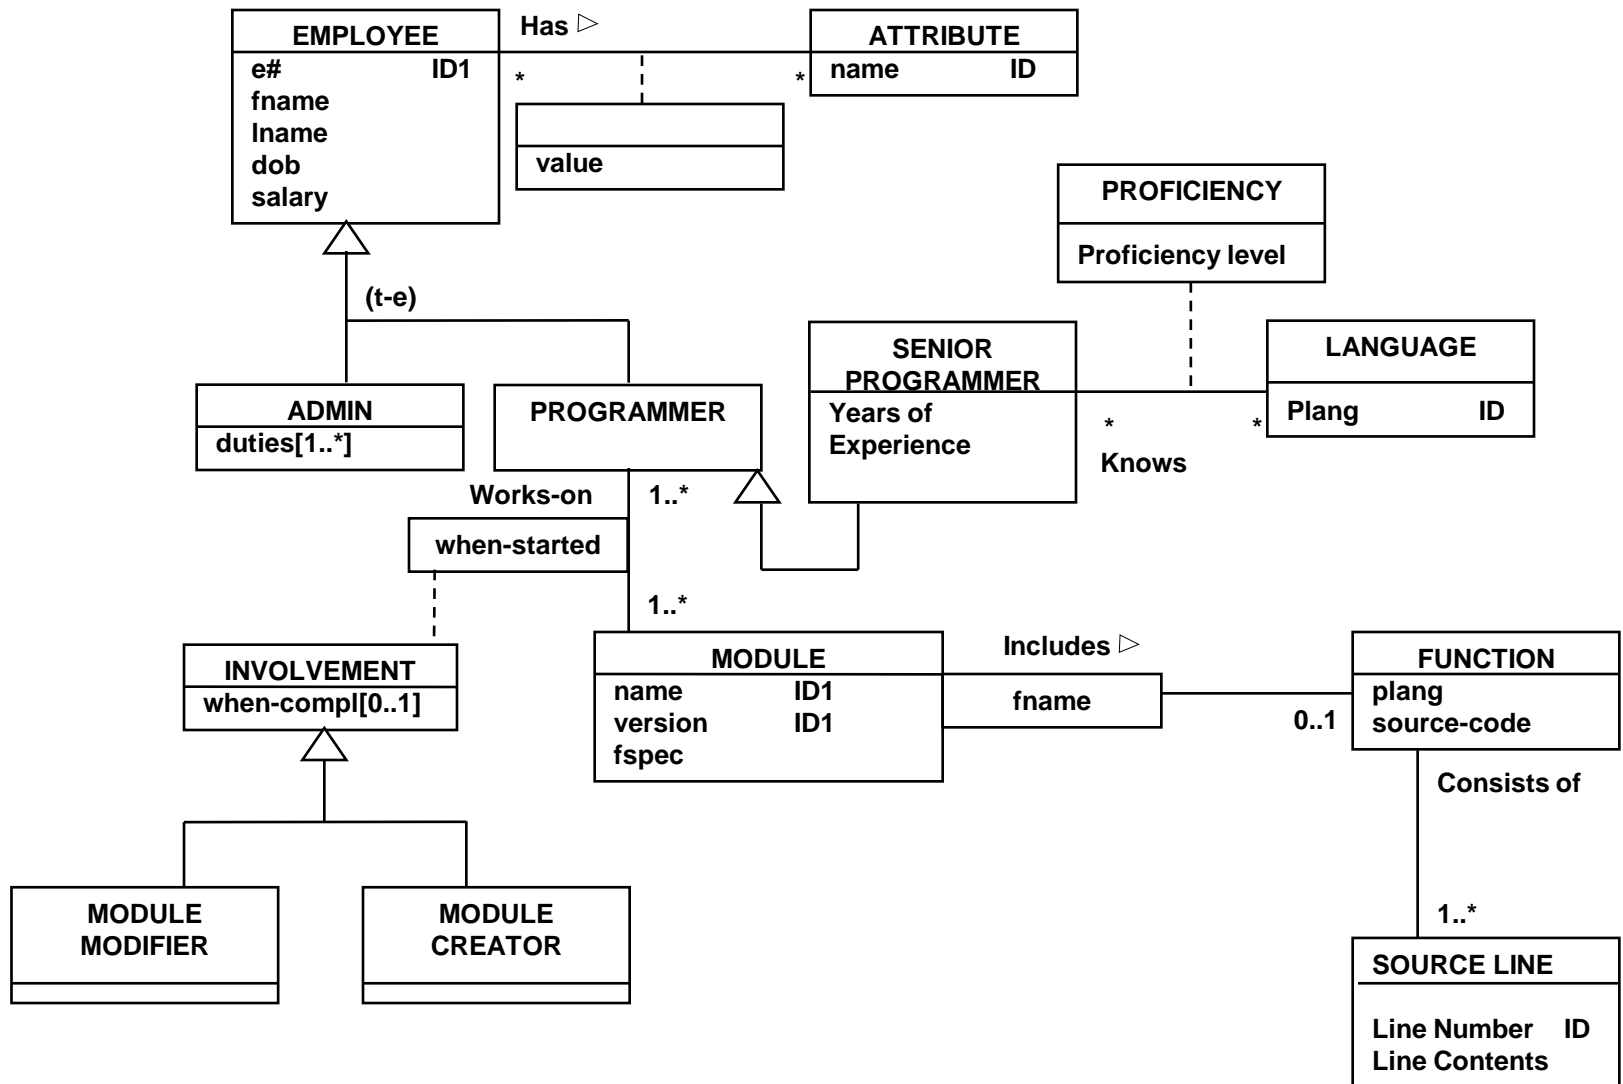 EMPLOYEE
e# ID1
fname
lname
dob
salary
Has
*
*
ATTRIBUTE
name ID
value
PROFICIENCY
Proficiency level
(t-e)
ADMIN
duties[1..*]
PROGRAMMER
SENIOR
PROGRAMMER
Years of
Experience
LANGUAGE
Plang ID
*
*
Knows
Works-on
1..*
when-started
1..*
INVOLVEMENT
when-compl[0..1]
MODULE
name ID1
version ID1
fspec
Includes
fname
0..1
FUNCTION
plang
source-code
Consists of
1..*
MODULE
MODIFIER
MODULE
CREATOR
SOURCE LINE
Line Number ID
Line Contents